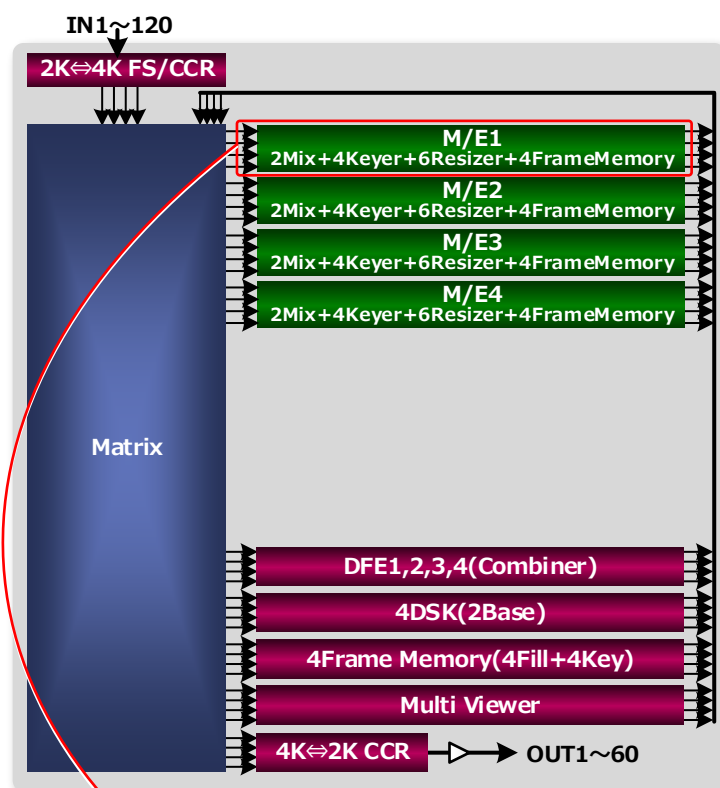 IN1～120
2K⇔4K FS/CCR
M/E1
2Mix+4Keyer+6Resizer+4FrameMemory
M/E2
2Mix+4Keyer+6Resizer+4FrameMemory
M/E3
2Mix+4Keyer+6Resizer+4FrameMemory
M/E4
2Mix+4Keyer+6Resizer+4FrameMemory
Matrix
DFE1,2,3,4(Combiner)
4DSK(2Base)
4Frame Memory(4Fill+4Key)
Multi Viewer
4K⇔2K CCR
OUT1～60